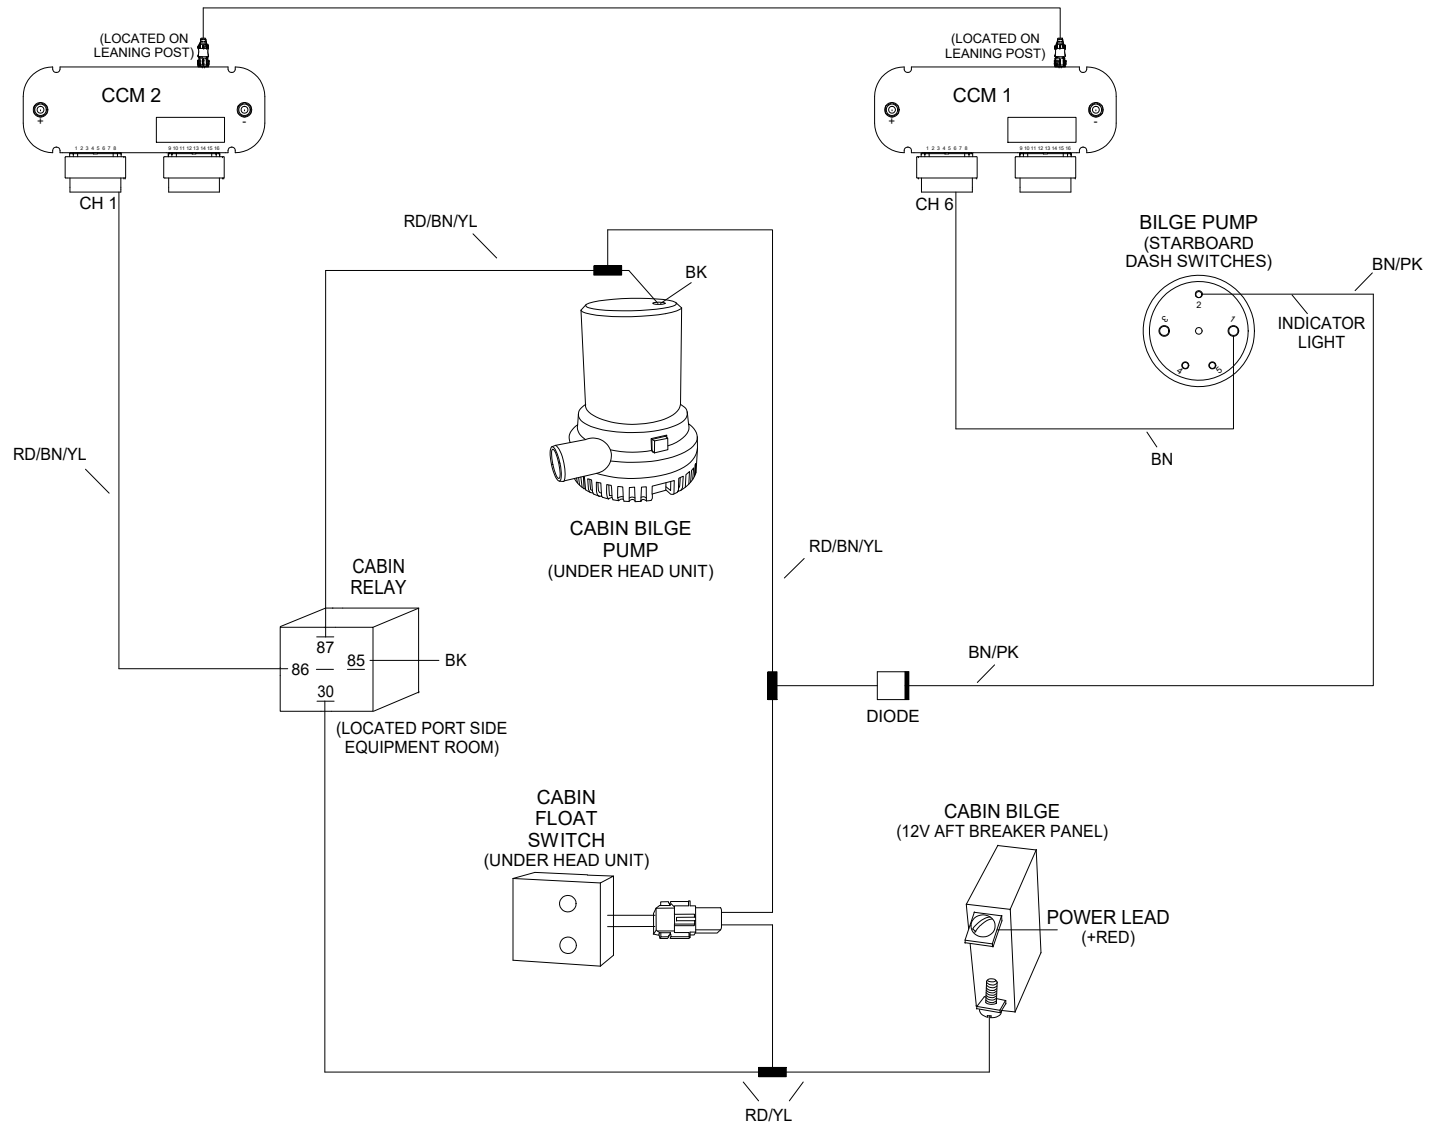 (LOCATED ON
LEANING POST)
CCM 2
+
-
1 2 3 4 5 6 7 8
9 10 11 12 13 14 15 16
CH 1
(LOCATED ON
LEANING POST)
CCM 1
+
-
1 2 3 4 5 6 7 8
9 10 11 12 13 14 15 16
CH 6
RD/BN/YL
BK
BILGE PUMP
(STARBOARD
DASH SWITCHES)
BN/PK
2
3
1
4
5
INDICATOR
LIGHT
BN
RD/BN/YL
CABIN BILGE
PUMP
(UNDER HEAD UNIT)
RD/BN/YL
CABIN
RELAY
87
86
85
30
BK
(LOCATED PORT SIDE
EQUIPMENT ROOM)
BN/PK
DIODE
CABIN
FLOAT
SWITCH
(UNDER HEAD UNIT)
CABIN BILGE
(12V AFT BREAKER PANEL)
POWER LEAD
(+RED)
RD/YL